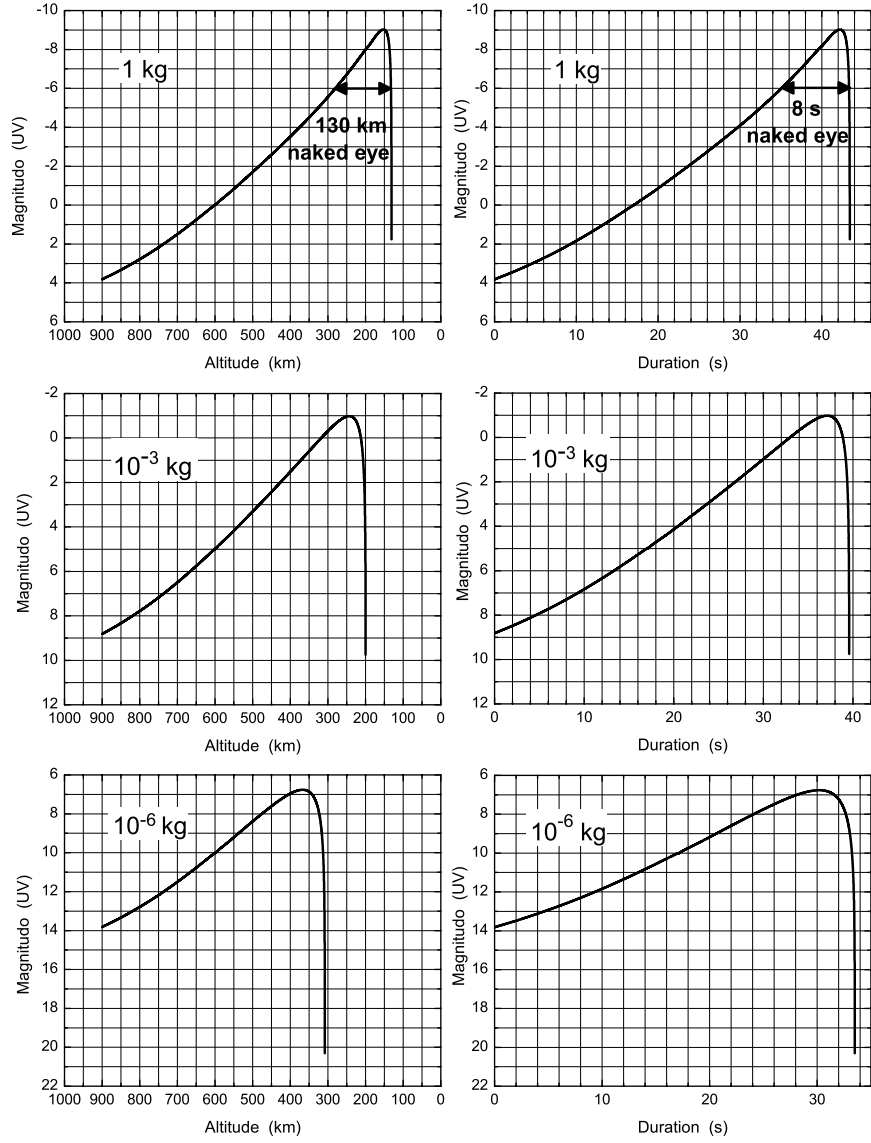 -10
-8
-6
-4
-2
0
2
4
6
Magnitudo (UV)
1 kg
130 km
naked eye
1000 900 800 700 600 500 400 300 200 100 0
Altitude (km)
-10
-8
-6
-4
-2
0
2
4
6
Magnitudo (UV)
1 kg
8 s
naked eye
0 10 20 30 40
Duration (s)
-2
0
2
4
6
8
10
12
Magnitudo (UV)
10-3 kg
1000 900 800 700 600 500 400 300 200 100 0
Altitude (km)
-2
0
2
4
6
8
10
12
Magnitudo (UV)
10-3 kg
0 10 20 30 40
Duration (s)
6
8
10
12
14
16
18
20
22
Magnitudo (UV)
10-6 kg
1000 900 800 700 600 500 400 300 200 100 0
Altitude (km)
6
8
10
12
14
16
18
20
22
Magnitudo (UV)
10-6 kg
0 10 20 30
Duration (s)